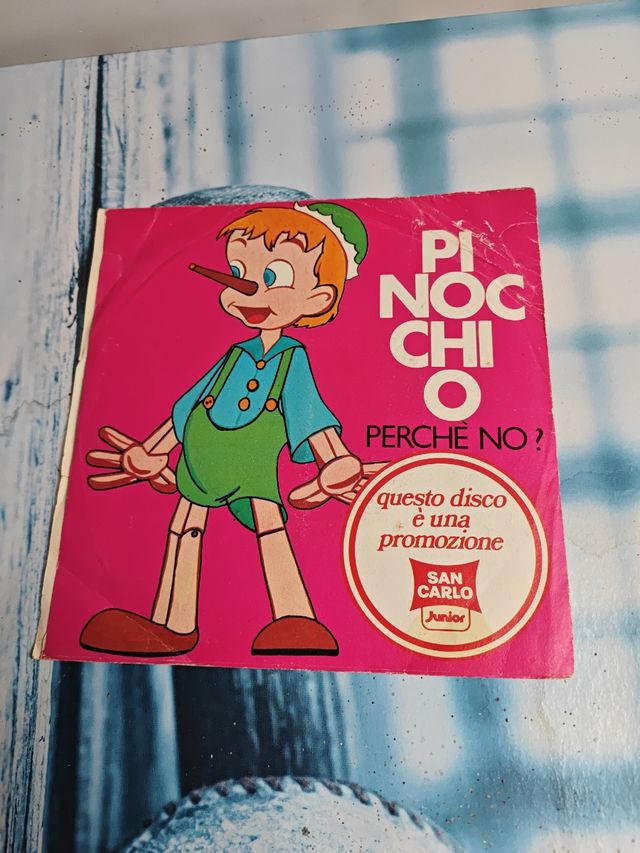 PI
NOC
CHI
O
PERCHÈ NO?
questo disco
è una
promozione
SAN
CARLO
Junior